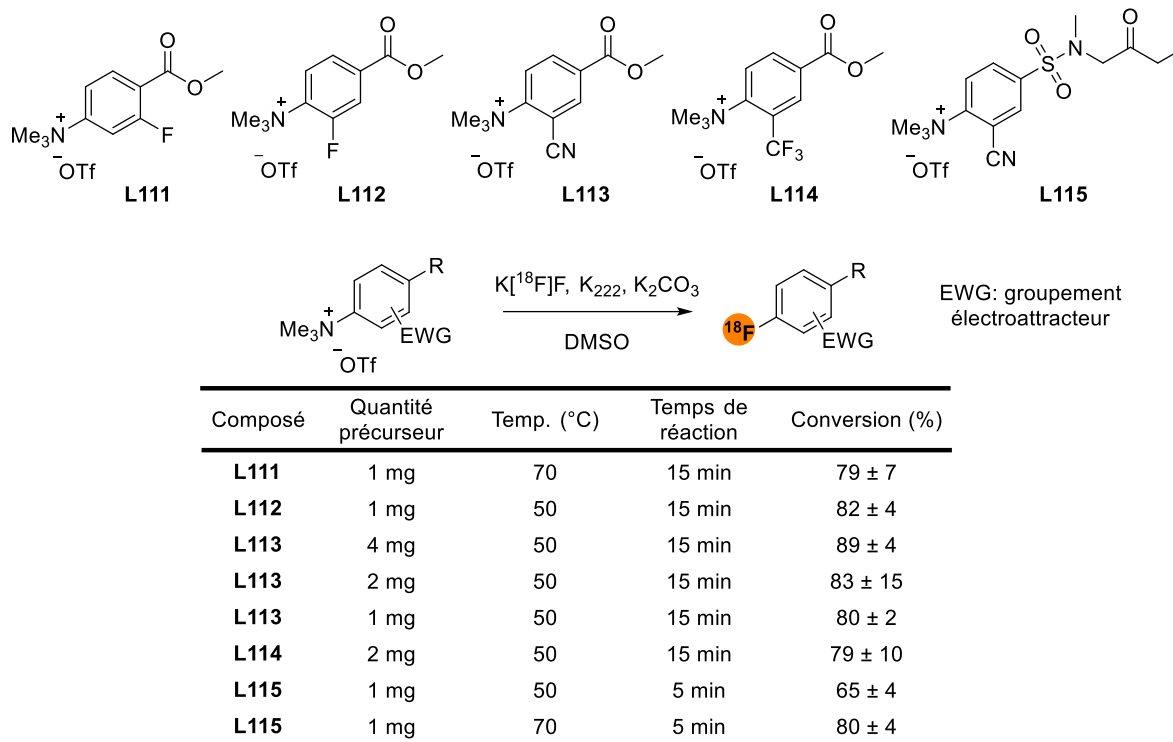 O
O
F
Me₃N⁺
⁻OTf
L111
O
O
F
Me₃N⁺
⁻OTf
L112
O
O
CN
Me₃N⁺
⁻OTf
L113
O
O
CF₃
Me₃N⁺
⁻OTf
L114
O
O
N
S
O
CN
Me₃N⁺
⁻OTf
L115
R
Me₃N⁺
EWG
⁻OTf
K[¹⁸F]F, K₂₂₂, K₂CO₃
DMSO
R
¹⁸F
EWG
EWG: groupement
électroattracteur
Composé Quantité précurseur Temp. (°C) Temps de réaction Conversion (%)
L111 1 mg 70 15 min 79 ± 7
L112 1 mg 50 15 min 82 ± 4
L113 4 mg 50 15 min 89 ± 4
L113 2 mg 50 15 min 83 ± 15
L113 1 mg 50 15 min 80 ± 2
L114 2 mg 50 15 min 79 ± 10
L115 1 mg 50 5 min 65 ± 4
L115 1 mg 70 5 min 80 ± 4